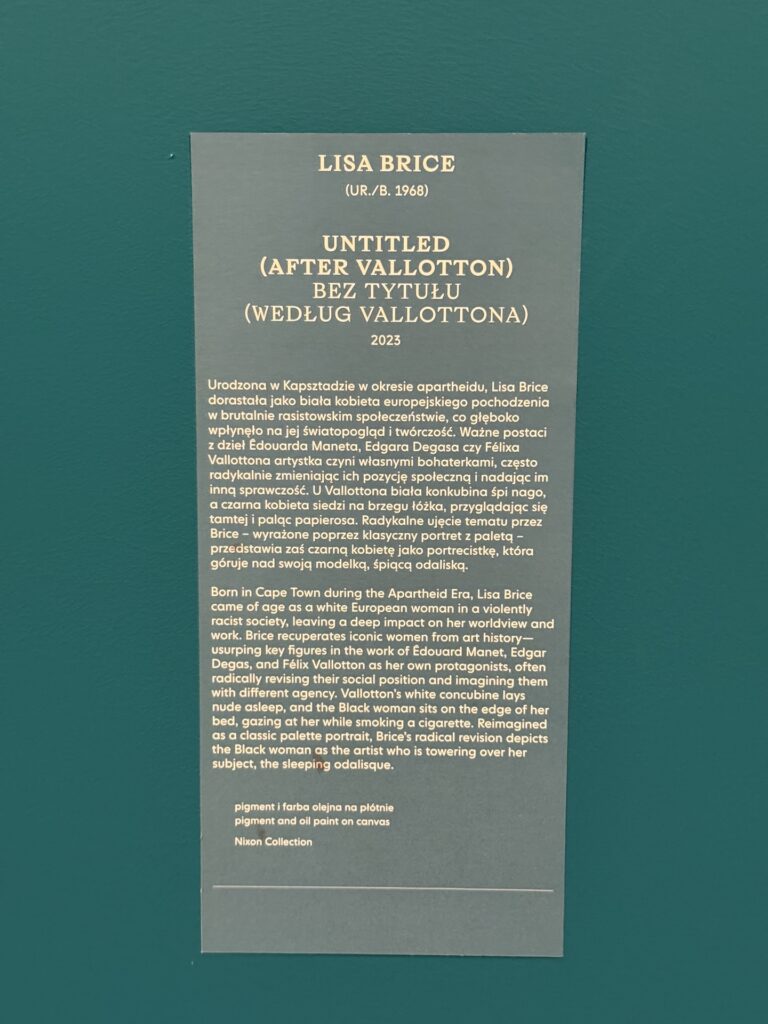 LISA BRICE
(UR./B. 1968)
UNTITLED
(AFTER VALLOTTON)
BEZ TYTUŁU
(WEDŁUG VALLOTTONA)
2023
Urodzona w Kapsztadzie w okresie apartheidu, Lisa Brice
dorastała jako biała kobieta europejskiego pochodzenia
w brutalnie rasistowskim społeczeństwie, co głęboko
wpłynęło na jej światopogląd i twórczość. Ważne postaci
z dzieł Édouarda Maneta, Edgara Degasa czy Félixa
Vallottona artystka czyni własnymi bohaterkami, często
radykalnie zmieniając ich pozycję społeczną i nadając im
inną sprawczość. U Vallottona biała konkubina śpi nago,
a czarna kobieta siedzi na brzegu łóżka, przyglądając się
tamtej i paląc papierosa. Radykalne ujęcie tematu przez
Brice – wyrażone poprzez klasyczny portret z paletą –
przedstawia zaś czarną kobietę jako portrecistkę, która
góruje nad swoją modelką, śpiącą odaliską.
Born in Cape Town during the Apartheid Era, Lisa Brice
came of age as a white European woman in a violently
racist society, leaving a deep impact on her worldview and
work. Brice recuperates iconic women from art history—
usurping key figures in the work of Édouard Manet, Edgar
Degas, and Félix Vallotton as her own protagonists, often
radically revising their social position and imagining them
with different agency. Vallotton's white concubine lays
nude asleep, and the Black woman sits on the edge of her
bed, gazing at her while smoking a cigarette. Reimagined
as a classic palette portrait, Brice's radical revision depicts
the Black woman as the artist who is towering over her
subject, the sleeping odalisque.
pigment i farba olejna na płótnie
pigment and oil paint on canvas
Nixon Collection